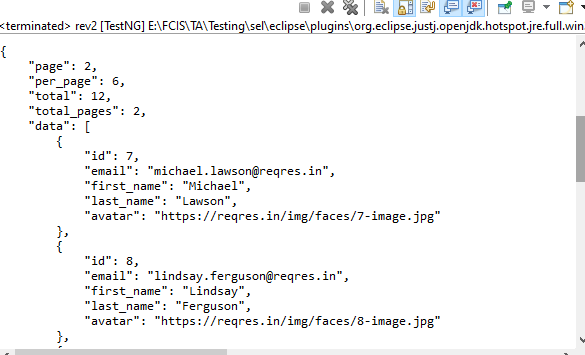 <terminated> rev2 [TestNG] E:\FCIS\TA\Testing\sel\eclipse\plugins\org.eclipse.justj.openjdk.hotspot.jre.full.win
{
    "page": 2,
    "per_page": 6,
    "total": 12,
    "total_pages": 2,
    "data": [
        {
            "id": 7,
            "email": "michael.lawson@reqres.in",
            "first_name": "Michael",
            "last_name": "Lawson",
            "avatar": "https://reqres.in/img/faces/7-image.jpg"
        },
        {
            "id": 8,
            "email": "lindsay.ferguson@reqres.in",
            "first_name": "Lindsay",
            "last_name": "Ferguson",
            "avatar": "https://reqres.in/img/faces/8-image.jpg"
        },